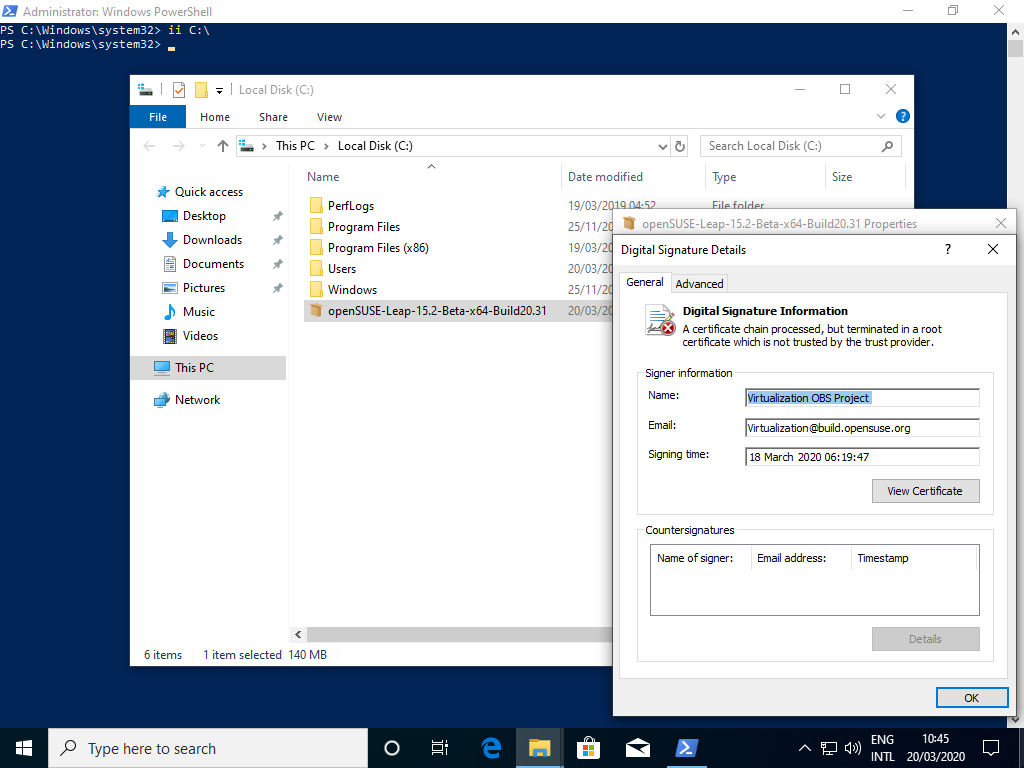 Administrator: Windows PowerShell
PS C:\Windows\system32> ii C:\
PS C:\Windows\system32>
Local Disk (C:)
File Home Share View
This PC Local Disk (C:)
Search Local Disk (C:)
Name Date modified Type Size
Quick access
Desktop
Downloads
Documents
Pictures
Music
Videos
This PC
Network
PerfLogs 19/03/2019 04:52 File folder
Program Files 25/11/20
Program Files (x86) 19/03/20
Users 20/03/20
Windows 25/11/20
openSUSE-Leap-15.2-Beta-x64-Build20.31 20/03/20
6 items 1 item selected 140 MB
openSUSE-Leap-15.2-Beta-x64-Build20.31 Properties
Digital Signature Details
?
General Advanced
Digital Signature Information
A certificate chain processed, but terminated in a root
certificate which is not trusted by the trust provider.
Signer information
Name: Virtualization OBS Project
Email: Virtualization@build.opensuse.org
Signing time: 18 March 2020 06:19:47
View Certificate
Countersignatures
Name of signer: Email address: Timestamp
Details
OK
Type here to search
ENG
INTL
10:45
20/03/2020